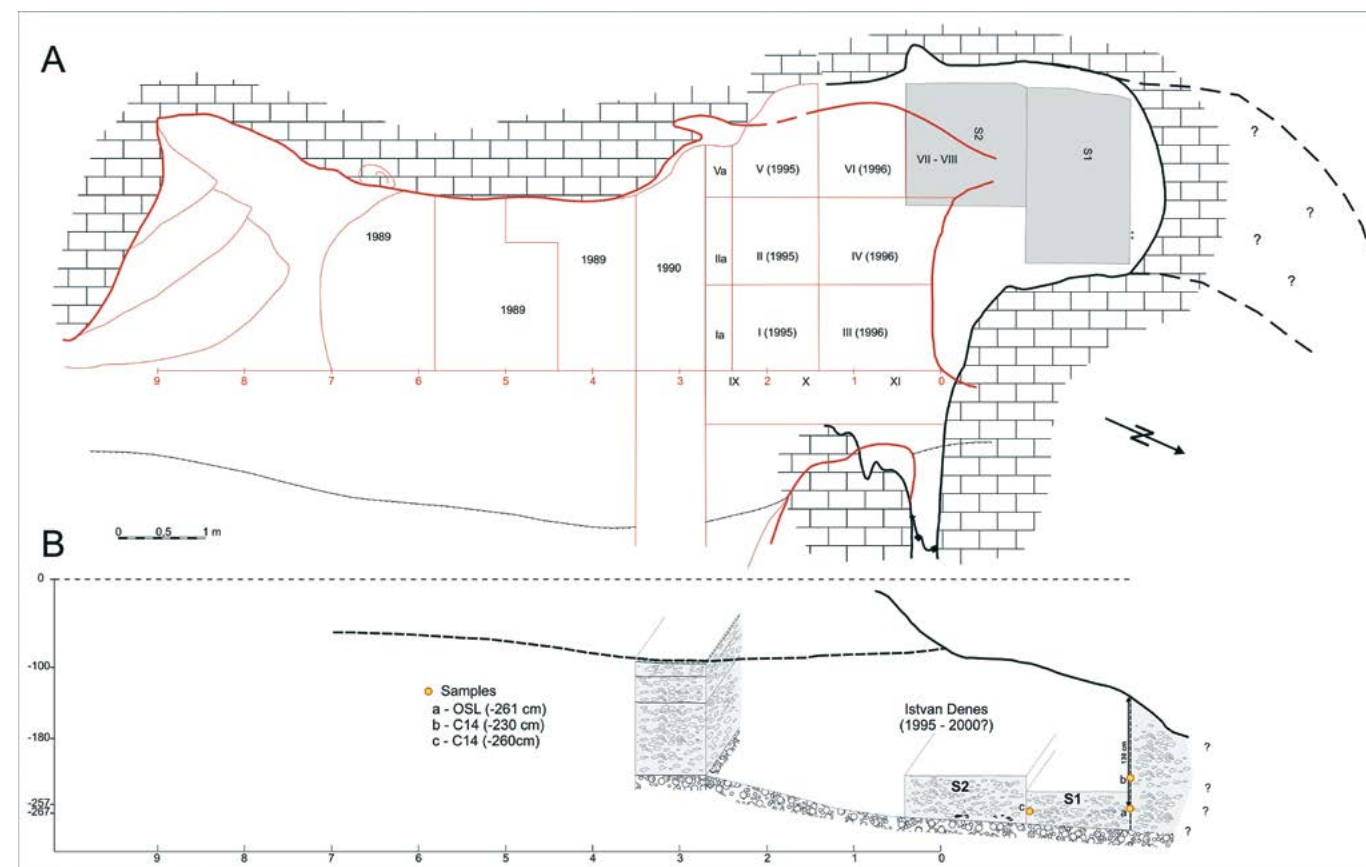 A
S2
S1
?
Va
V (1995)
VI (1996)
VII - VIII
?
1989
?
IIa
II (1995)
IV (1996)
1989
1990
?
1989
Ia
I (1995)
III (1996)
9 8 7 6 5 4 3 IX 2 X 1 XI 0
N
0 0,5 1 m
B
0
-100
Samples
a - OSL (-261 cm)
b - C14 (-230 cm)
c - C14 (-260cm)
Istvan Denes
(1995 - 2000?)
-180
130 cm
?
b
S2
?
S1
-257
c
a
?
-267
?
9 8 7 6 5 4 3 2 1 0